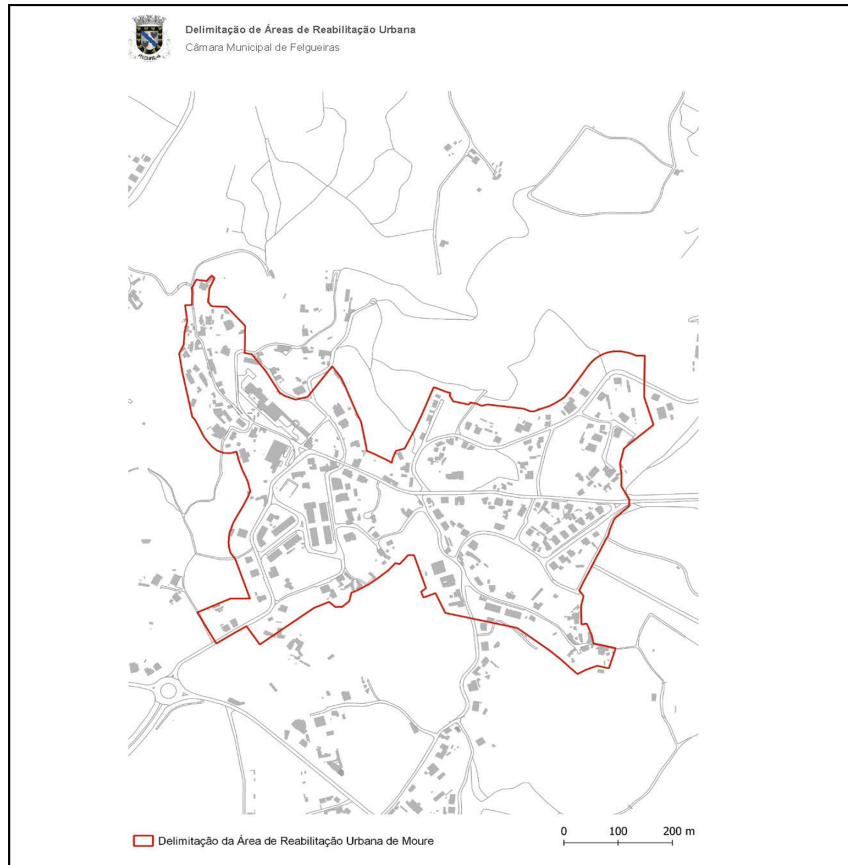 Delimitação de Áreas de Reabilitação Urbana
Câmara Municipal de Felgueiras
Delimitação da Área de Reabilitação Urbana de Moure
0 100 200 m